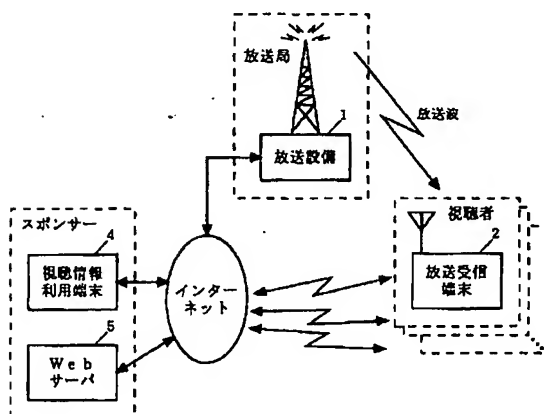 放送局
1
放送設備
放送波
スポンサー
4
視聴情報
利用端末
5
Web
サーバ
インター
ネット
視聴者
2
放送受信
端末